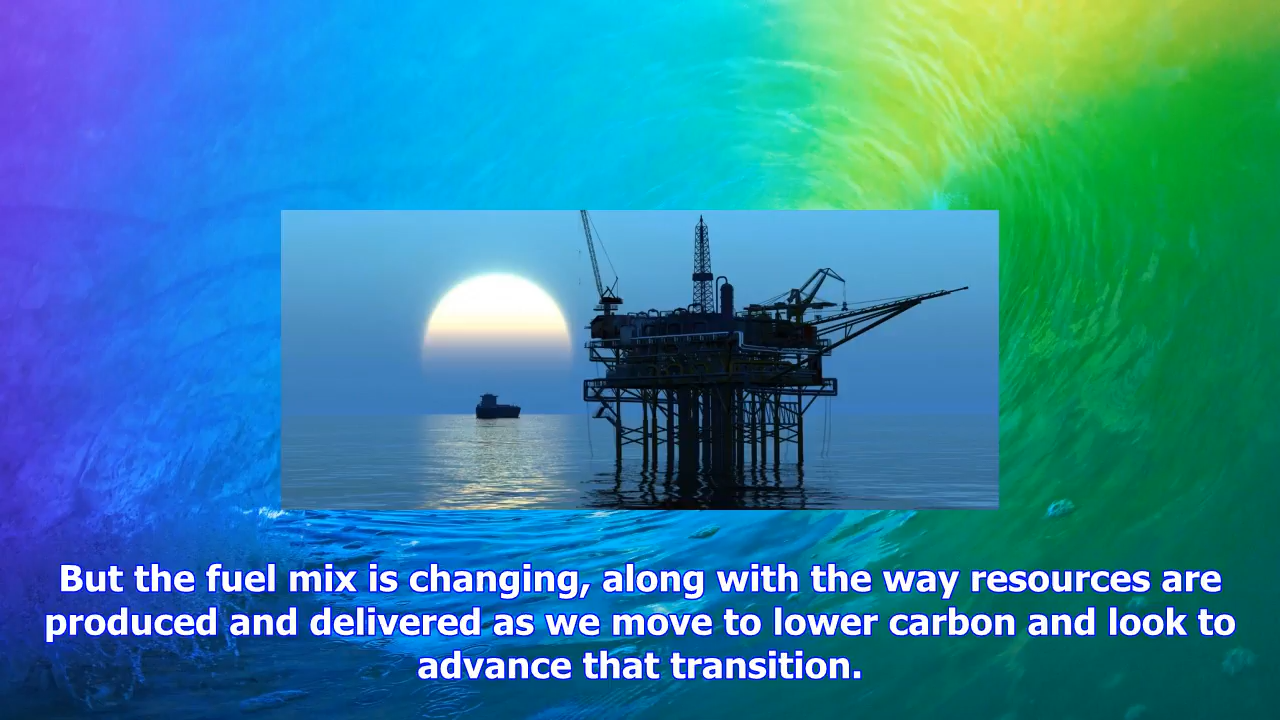 But the fuel mix is changing, along with the way resources are
produced and delivered as we move to lower carbon and look to
advance that transition.